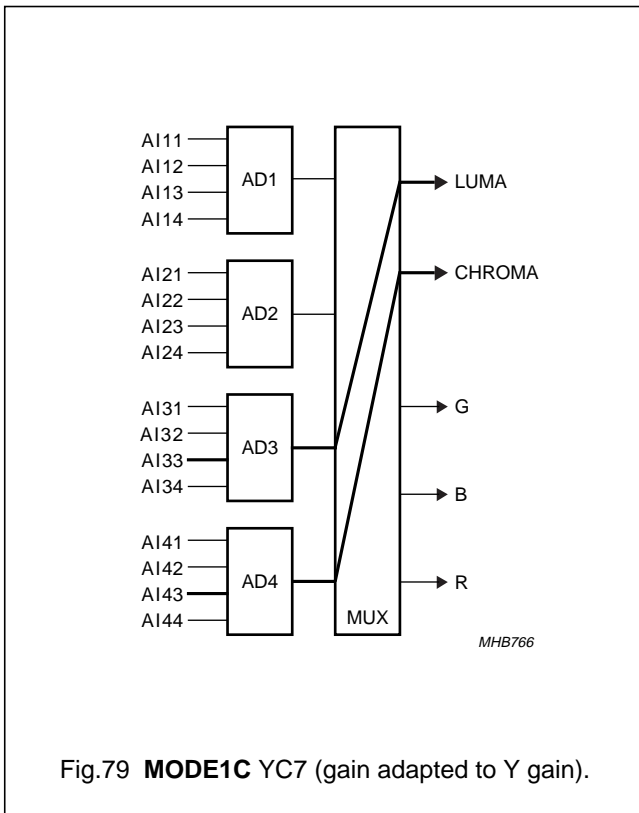 AI11
AI12
AI13
AI14
AD1
AI21
AI22
AI23
AI24
AD2
AI31
AI32
AI33
AI34
AD3
AI41
AI42
AI43
AI44
AD4
MUX
LUMA
CHROMA
G
B
R
MHB766
Fig.79 MODE1C YC7 (gain adapted to Y gain).